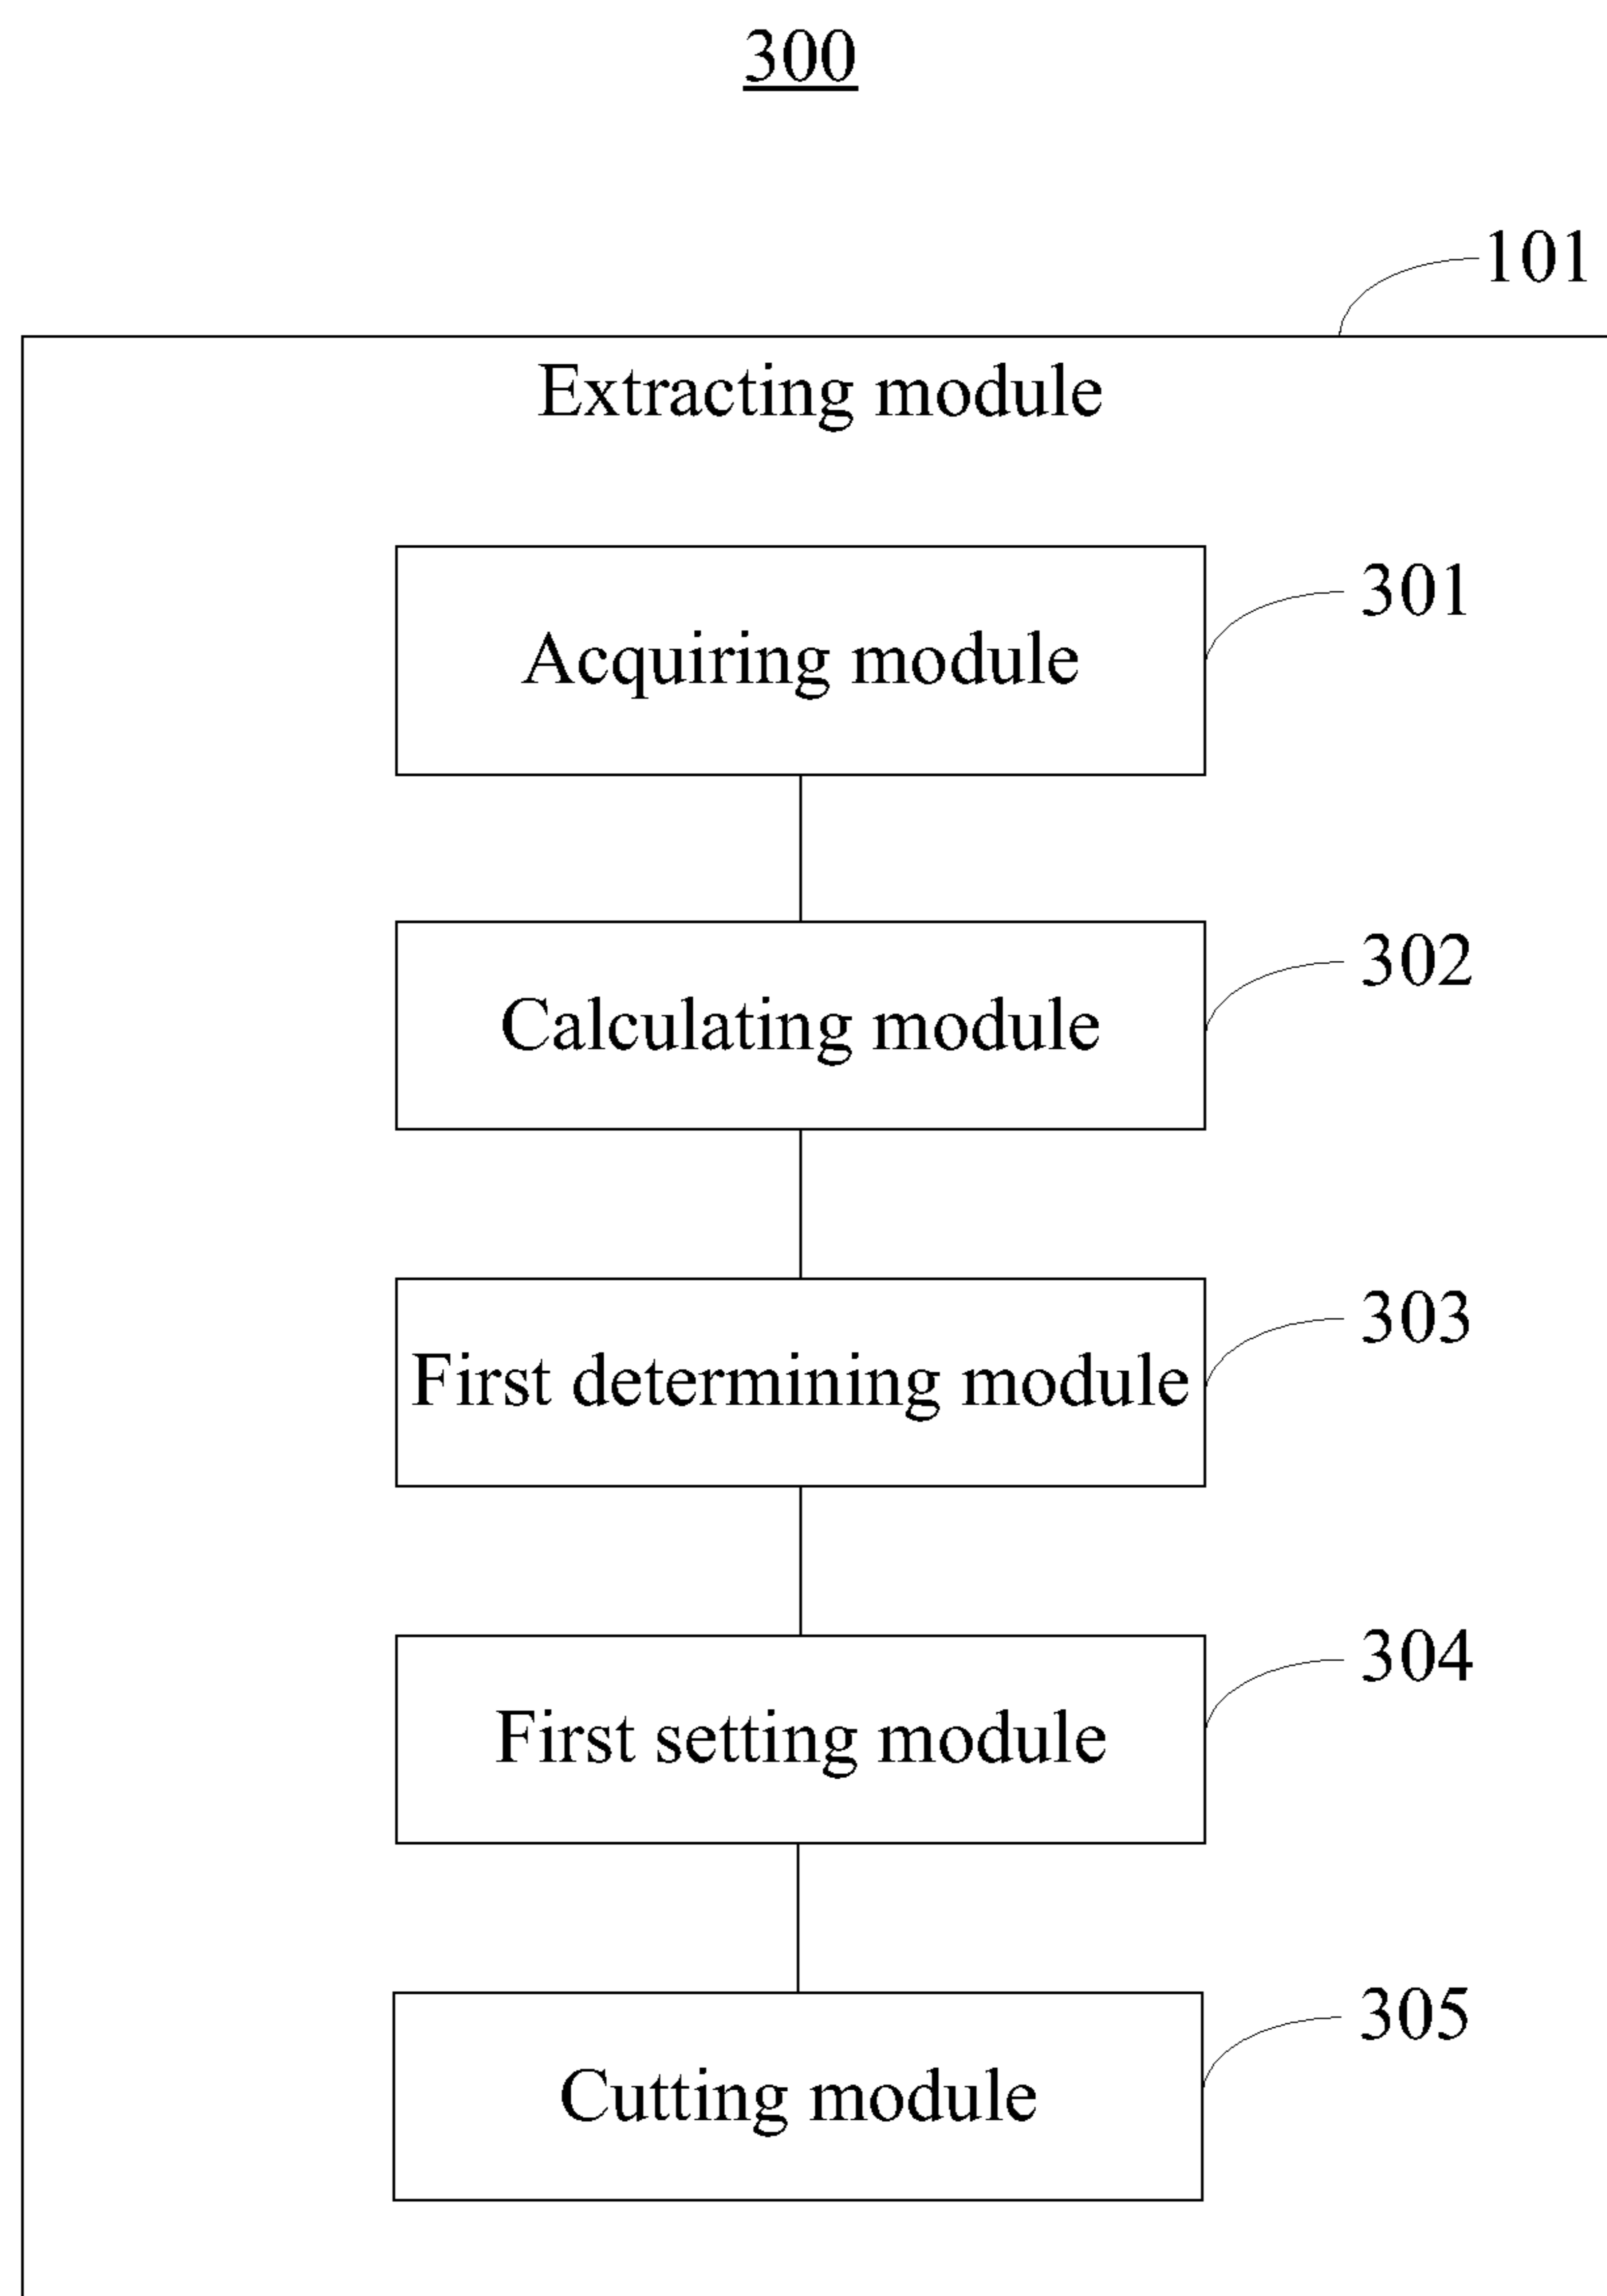 300
101
Extracting module
301
Acquiring module
302
Calculating module
303
First determining module
304
First setting module
305
Cutting module